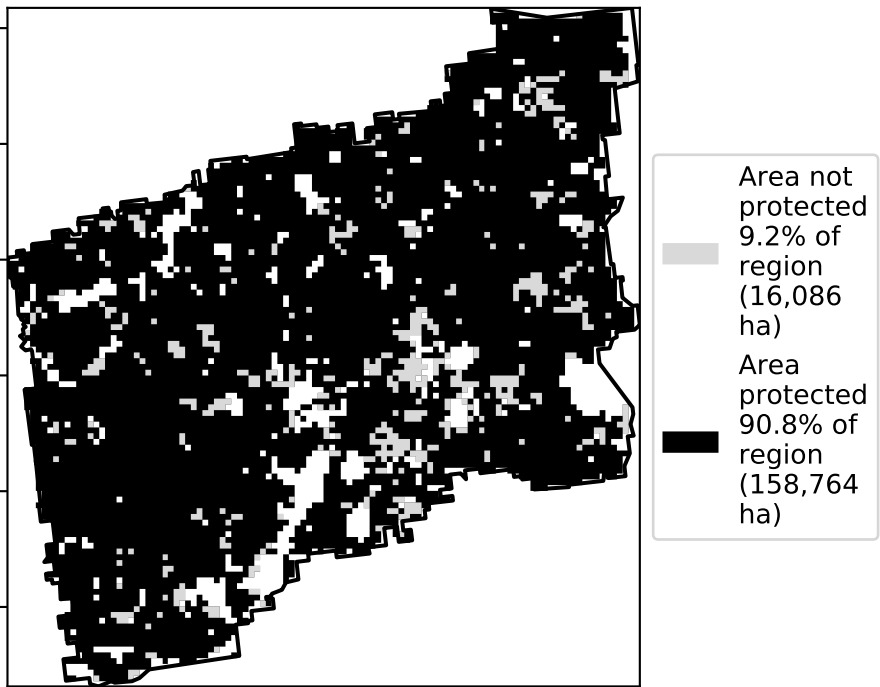 Area not
protected
9.2% of
region
(16,086
ha)
Area
protected
90.8% of
region
(158,764
ha)